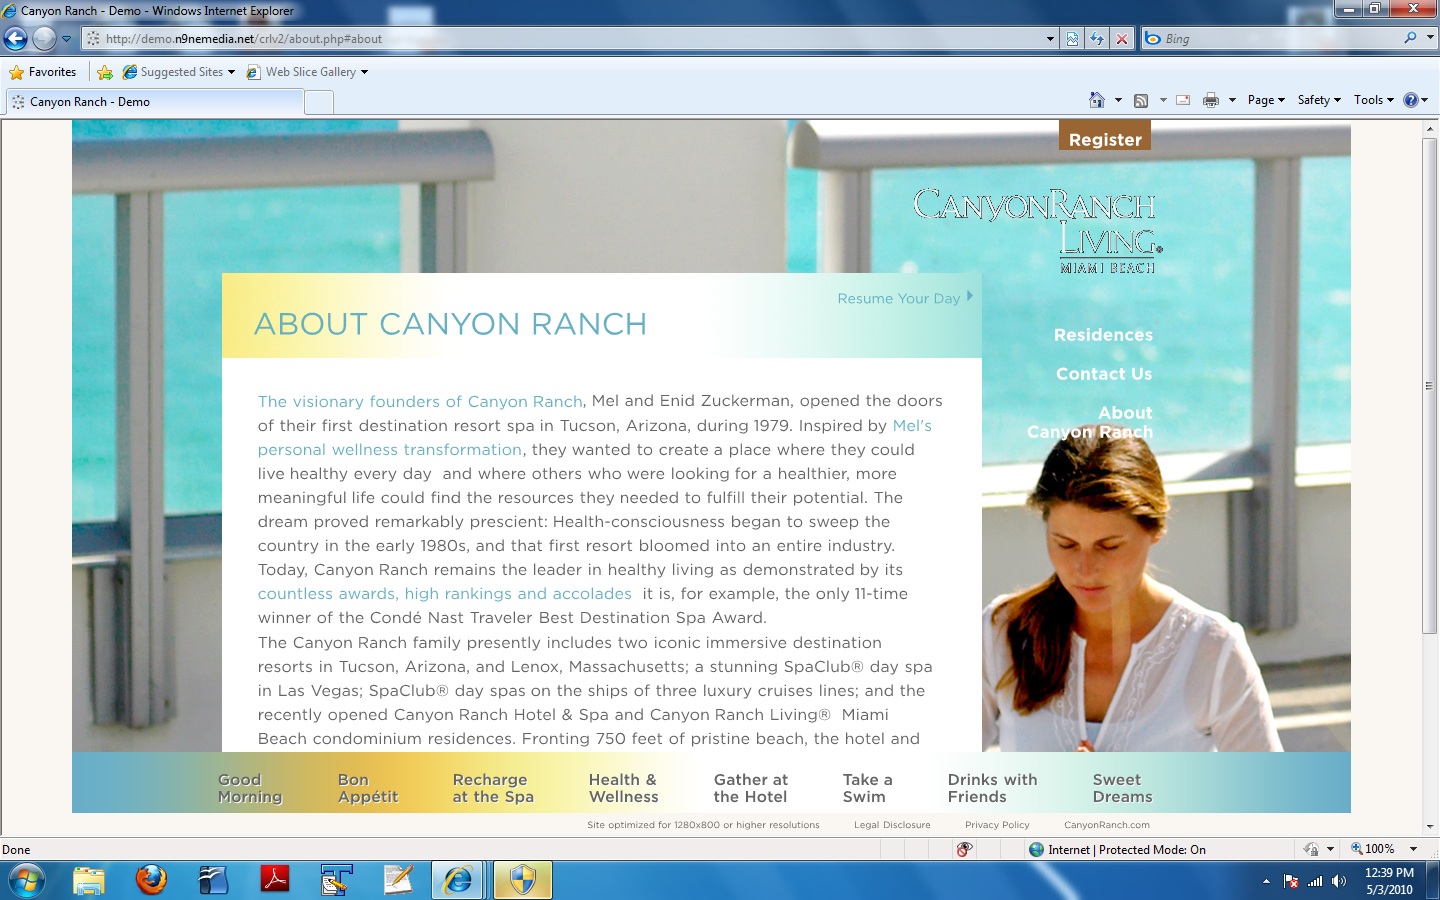 Canyon Ranch - Demo - Windows Internet Explorer
http://demo.n9nemedia.net/crlv2/about.php#about
Bing
Favorites
Suggested Sites
Web Slice Gallery
Canyon Ranch - Demo
Page
Safety
Tools
Register
CANYONRANCH
LIVING®
MIAMI BEACH
Resume Your Day
ABOUT CANYON RANCH
Residences
Contact Us
About
Canyon Ranch
The visionary founders of Canyon Ranch, Mel and Enid Zuckerman, opened the doors
of their first destination resort spa in Tucson, Arizona, during 1979. Inspired by Mel's
personal wellness transformation, they wanted to create a place where they could
live healthy every day  and where others who were looking for a healthier, more
meaningful life could find the resources they needed to fulfill their potential. The
dream proved remarkably prescient: Health-consciousness began to sweep the
country in the early 1980s, and that first resort bloomed into an entire industry.
Today, Canyon Ranch remains the leader in healthy living as demonstrated by its
countless awards, high rankings and accolades  it is, for example, the only 11-time
winner of the Condé Nast Traveler Best Destination Spa Award.
The Canyon Ranch family presently includes two iconic immersive destination
resorts in Tucson, Arizona, and Lenox, Massachusetts; a stunning SpaClub® day spa
in Las Vegas; SpaClub® day spas on the ships of three luxury cruises lines; and the
recently opened Canyon Ranch Hotel & Spa and Canyon Ranch Living®  Miami
Beach condominium residences. Fronting 750 feet of pristine beach, the hotel and
Good
Morning
Bon
Appétit
Recharge
at the Spa
Health &
Wellness
Gather at
the Hotel
Take a
Swim
Drinks with
Friends
Sweet
Dreams
Site optimized for 1280x800 or higher resolutions
Legal Disclosure
Privacy Policy
CanyonRanch.com
Done
Internet | Protected Mode: On
100%
12:39 PM
5/3/2010